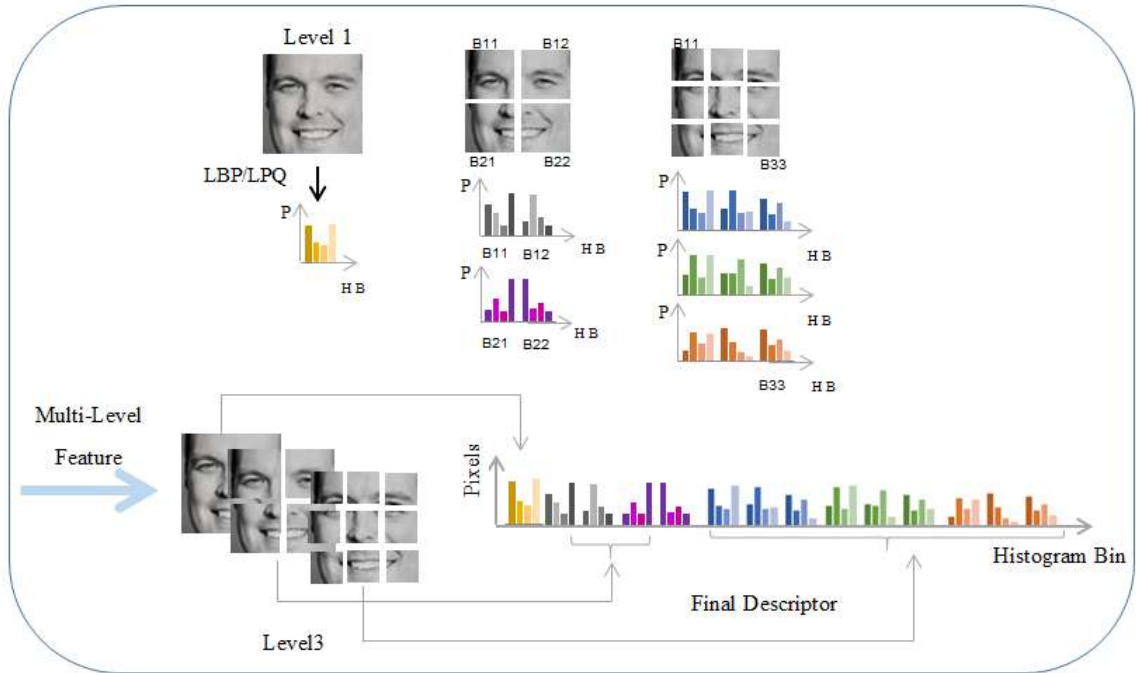 Level 1
B11 B12
B11
B21 B22
B33
LBP/LPQ
P
H B
P
B11 B12
H B
P
B21 B22
H B
P
H B
P
H B
P
B33
H B
Multi-Level
Feature
Pixels
Histogram Bin
Final Descriptor
Level3